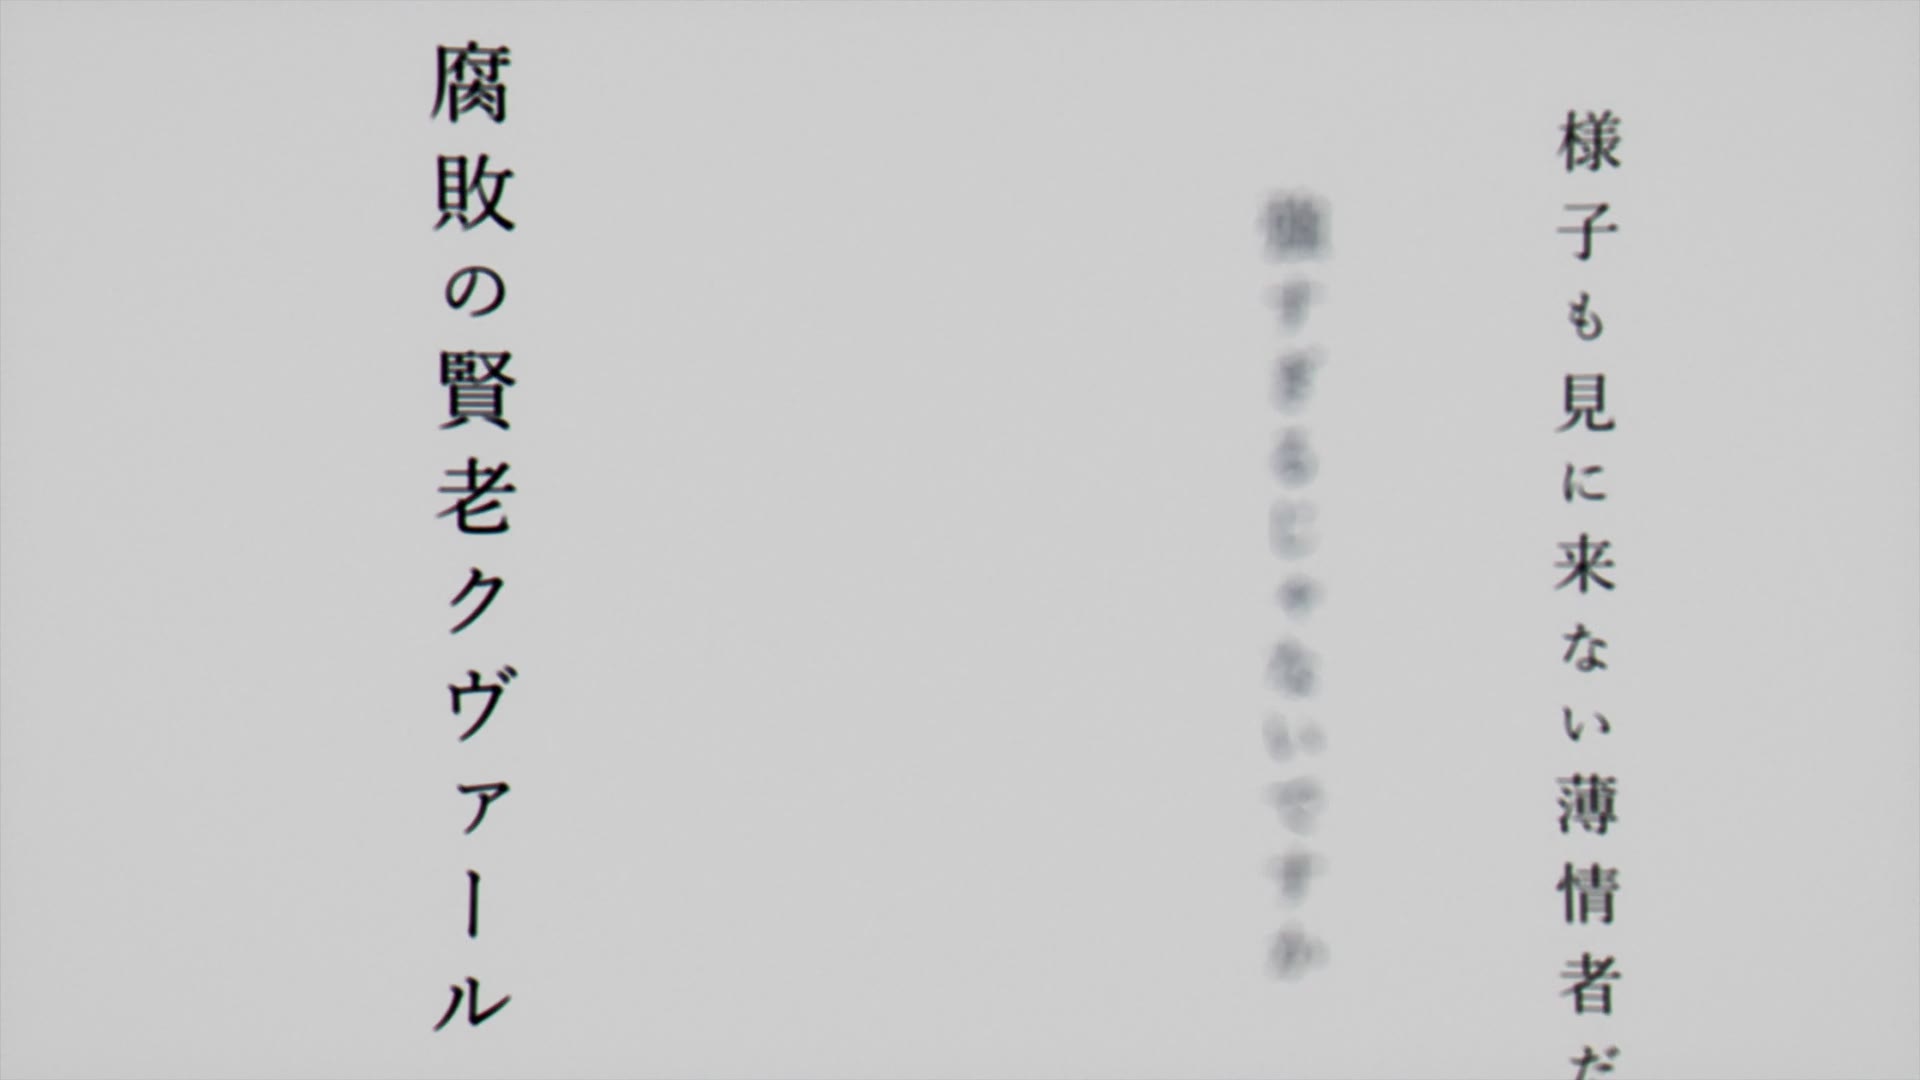 様子も見に来ない薄情者だ
強すぎるじゃないですか
腐敗の賢老クヴァール